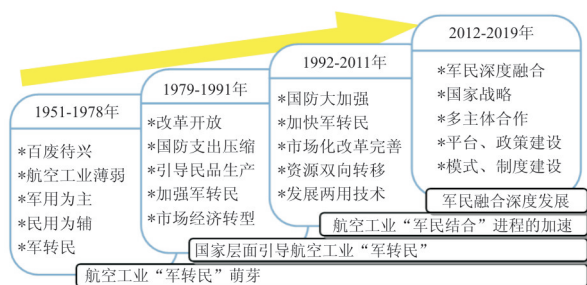 1951-1978年
*百废待兴
*航空工业薄弱
*军用为主
*民用为辅
*军转民
1979-1991年
*改革开放
*国防支出压缩
*引导民品生产
*加强军转民
*市场经济转型
1992-2011年
*国防大加强
*加快军转民
*市场化改革完善
*资源双向转移
*发展两用技术
2012-2019年
*军民深度融合
*国家战略
*多主体合作
*平台、政策建设
*模式、制度建设
军民融合深度发展
航空工业“军民结合”进程的加速
国家层面引导航空工业“军转民”
航空工业“军转民”萌芽